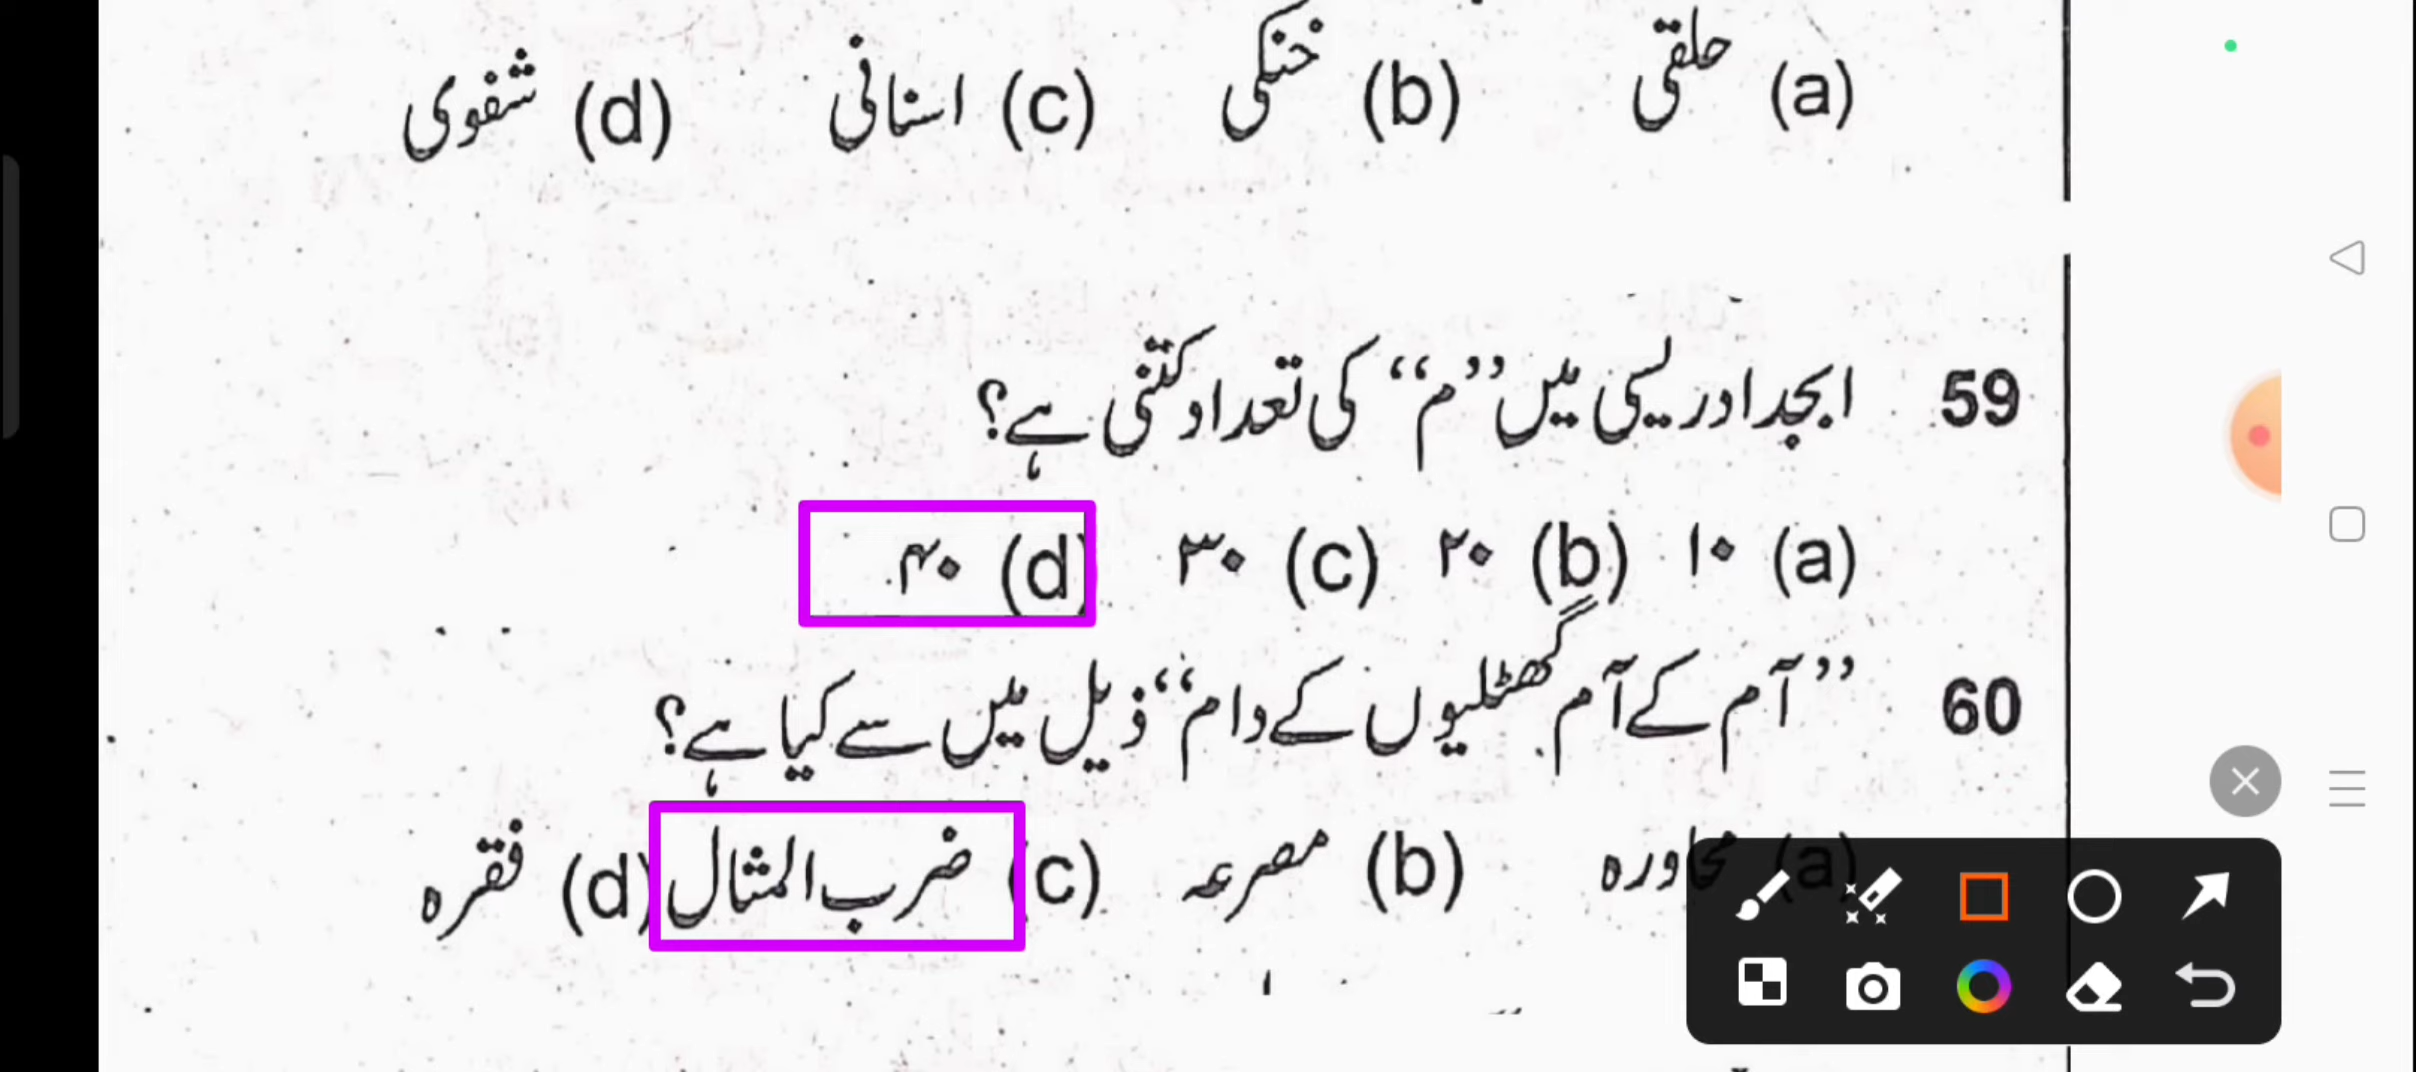 (a) حلقی (b) خنکی (c) اسنانی (d) شفوی
59 ابجد ادریسی میں ”م“ کی تعداد کتنی ہے؟
(a) ۱۰ (b) ۲۰ (c) ۳۰ (d) ۴۰
60 ”آم کے آم گھٹلیوں کے دام“ ذیل میں سے کیا ہے؟
(a) محاورہ (b) مصرعہ (c) ضرب المثال (d) فقرہ